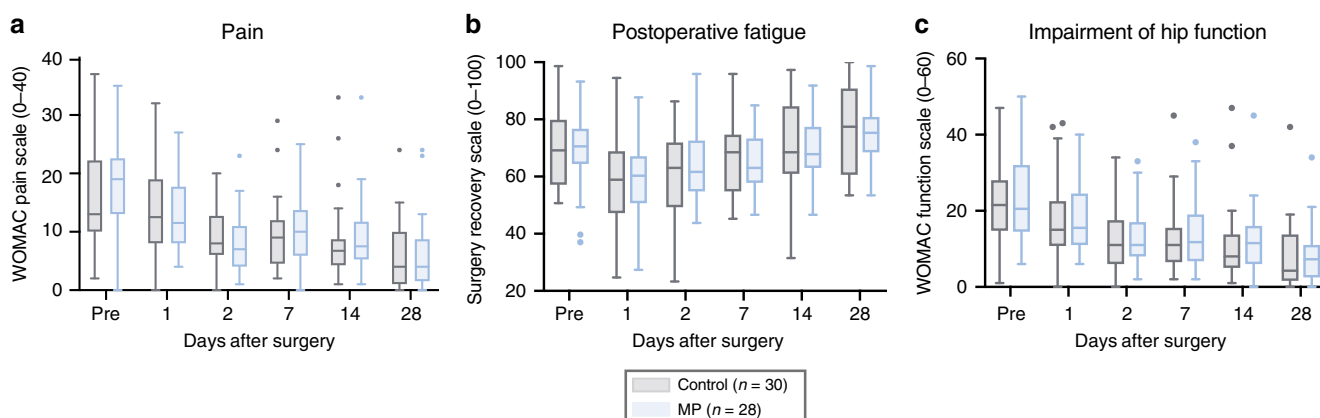 a
Pain
WOMAC pain scale (0–40)
40
30
20
10
0
Pre 1 2 7 14 28
Days after surgery
b
Postoperative fatigue
Surgery recovery scale (0–100)
100
80
60
40
20
Pre 1 2 7 14 28
Days after surgery
c
Impairment of hip function
WOMAC function scale (0–60)
60
40
20
0
Pre 1 2 7 14 28
Days after surgery
Control (n = 30)
MP (n = 28)